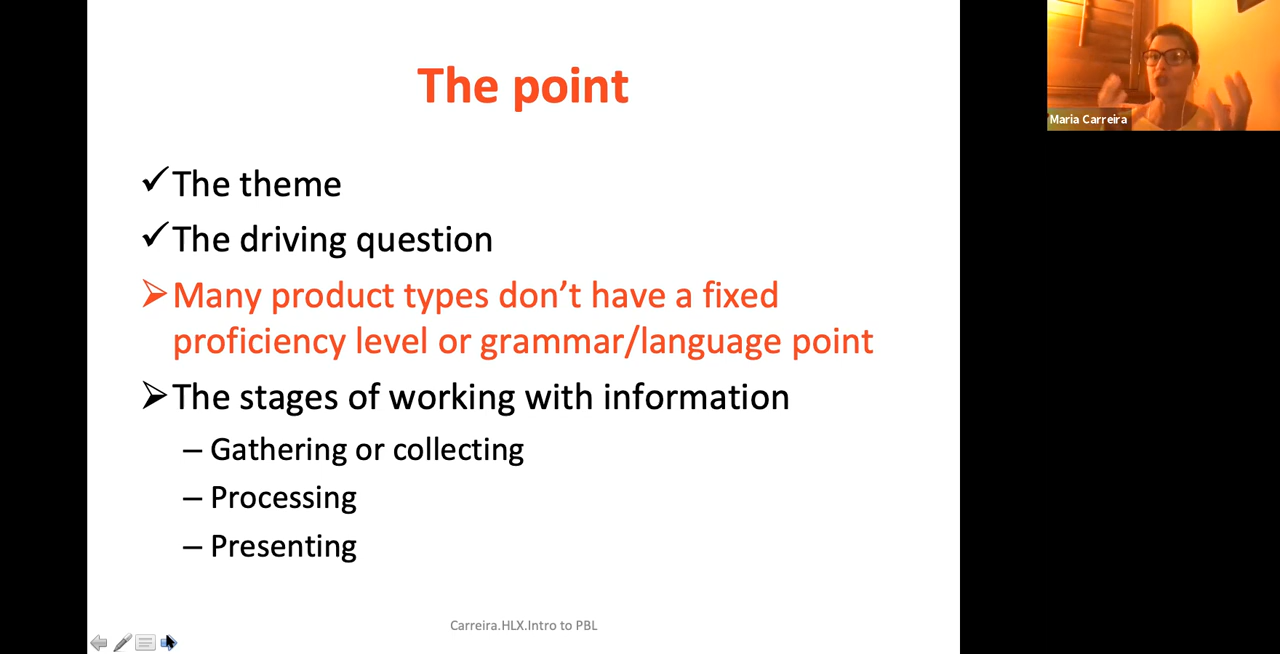 The point
Maria Carreira
✓The theme
✓The driving question
➢Many product types don’t have a fixed
proficiency level or grammar/language point
➢The stages of working with information
– Gathering or collecting
– Processing
– Presenting
Carreira.HLX.Intro to PBL